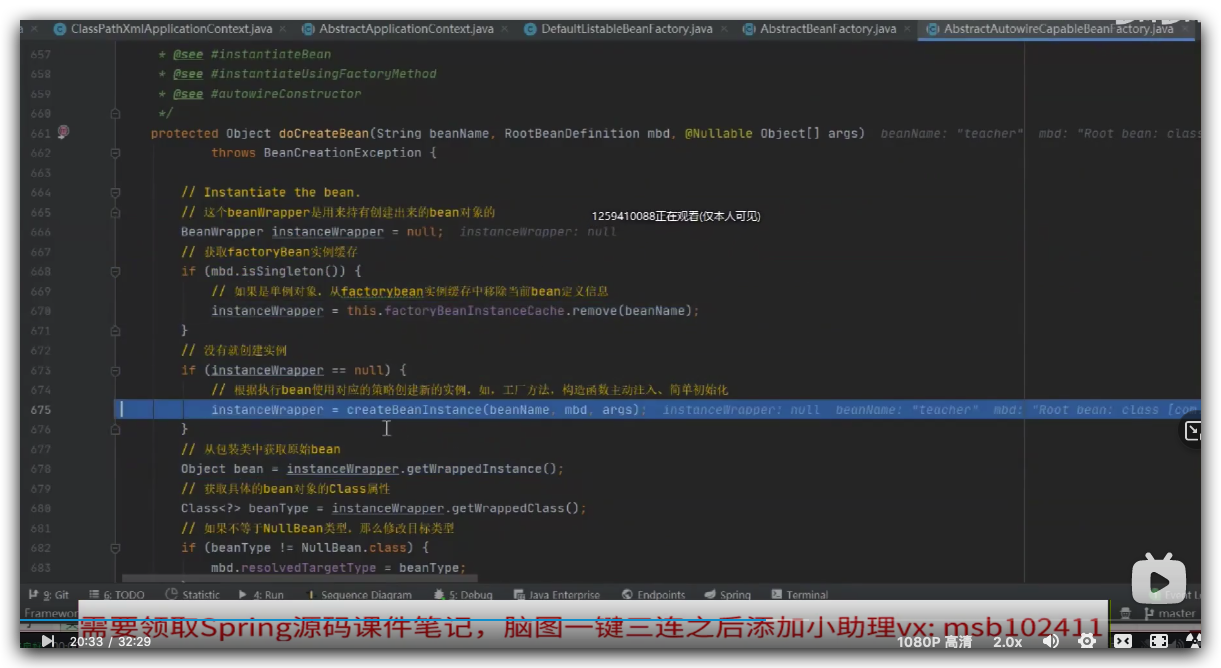 ClassPathXmlApplicationContext.java AbstractApplicationContext.java DefaultListableBeanFactory.java AbstractBeanFactory.java AbstractAutowireCapableBeanFactory.java
657 * @see #instantiateBean
658 * @see #instantiateUsingFactoryMethod
659 * @see #autowireConstructor
660 */
661 protected Object doCreateBean(String beanName, RootBeanDefinition mbd, @Nullable Object[] args) beanName: "teacher" mbd: "Root bean: class
662 throws BeanCreationException {
663
664 // Instantiate the bean.
665 // 这个beanWrapper是用来持有创建出来的bean对象的
1259410088正在观看(仅本人可见)
666 BeanWrapper instanceWrapper = null; instanceWrapper: null
667 // 获取factoryBean实例缓存
668 if (mbd.isSingleton()) {
669 // 如果是单例对象，从factorybean实例缓存中移除当前bean定义信息
670 instanceWrapper = this.factoryBeanInstanceCache.remove(beanName);
671 }
672 // 没有就创建实例
673 if (instanceWrapper == null) {
674 // 根据执行bean使用对应的策略创建新的实例，如，工厂方法，构造函数主动注入、简单初始化
675 instanceWrapper = createBeanInstance(beanName, mbd, args); instanceWrapper: null beanName: "teacher" mbd: "Root bean: class [com
676 }
677 // 从包装类中获取原始bean
678 Object bean = instanceWrapper.getWrappedInstance();
679 // 获取具体的bean对象的Class属性
680 Class<?> beanType = instanceWrapper.getWrappedClass();
681 // 如果不等于NullBean类型，那么修改目标类型
682 if (beanType != NullBean.class) {
683 mbd.resolvedTargetType = beanType;
9: Git 6: TODO Statistic 4: Run Sequence Diagram 5: Debug Java Enterprise Endpoints Spring Terminal Event
master
需要领取Spring源码课件笔记，脑图一键三连之后添加小助理vx: msb102411
20:33 / 32:29 1080P 高清 2.0x